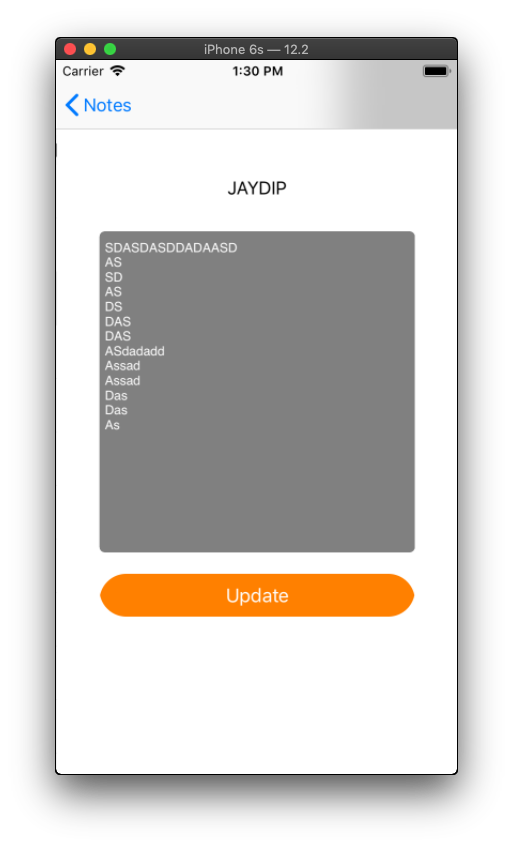 iPhone 6s — 12.2
Carrier 1:30 PM
Notes
JAYDIP
SDASDASDDADAASD
AS
SD
AS
DS
DAS
DAS
ASdadadd
Assad
Assad
Das
Das
As
Update